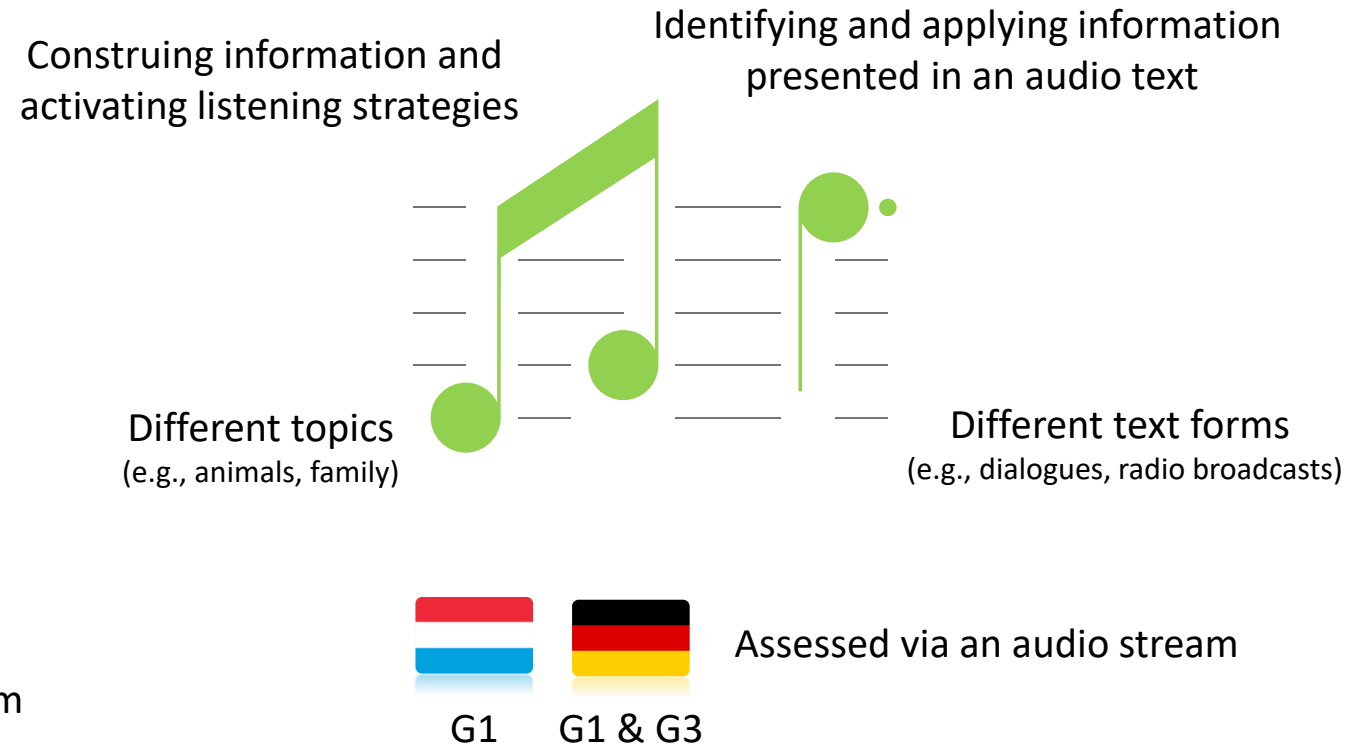 Construing information and
activating listening strategies
Identifying and applying information
presented in an audio text
Different topics
(e.g., animals, family)
Different text forms
(e.g., dialogues, radio broadcasts)
Assessed via an audio stream
m
G1
G1 & G3